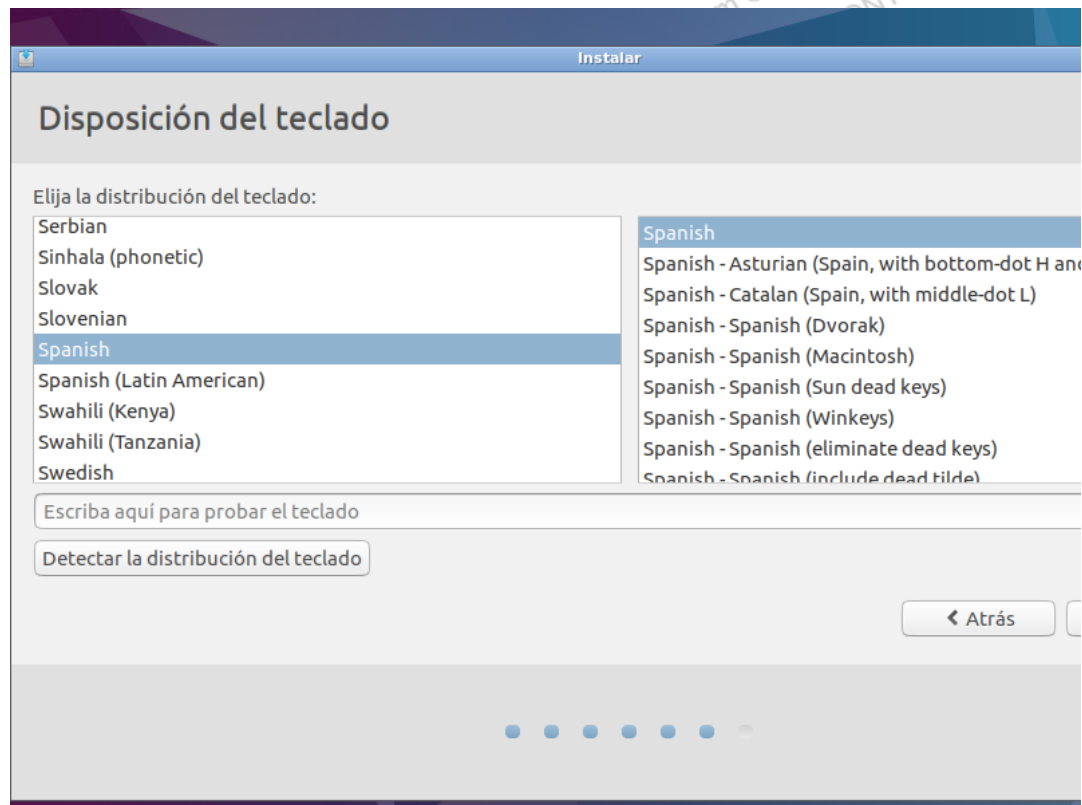 Instalar
Disposición del teclado
Elija la distribución del teclado:
Serbian
Sinhala (phonetic)
Slovak
Slovenian
Spanish
Spanish (Latin American)
Swahili (Kenya)
Swahili (Tanzania)
Swedish
Spanish
Spanish - Asturian (Spain, with bottom-dot H and
Spanish - Catalan (Spain, with middle-dot L)
Spanish - Spanish (Dvorak)
Spanish - Spanish (Macintosh)
Spanish - Spanish (Sun dead keys)
Spanish - Spanish (Winkeys)
Spanish - Spanish (eliminate dead keys)
Spanish - Spanish (include dead tilde)
Escriba aquí para probar el teclado
Detectar la distribución del teclado
Atrás